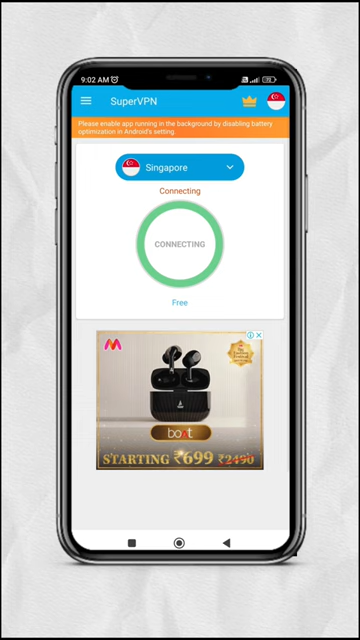 9:02 AM
SuperVPN
Please enable app running in the background by disabling battery
optimization in Android's setting.
Singapore
Connecting
CONNECTING
Free
boAt
STARTING ₹699 ₹2490